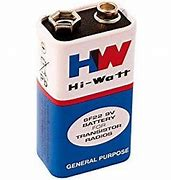 HW
Hi-Watt
6F22 9V
BATTERY
FOR
TRANSISTOR
RADIOS
GENERAL PURPOSE